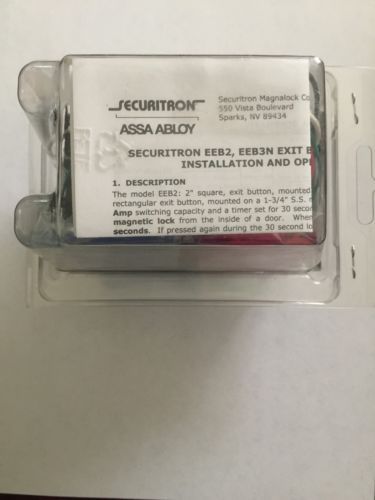 SECURITRON
ASSA ABLOY
Securitron Magnalock Co
550 Vista Boulevard
Sparks, NV 89434
SECURITRON EEB2, EEB3N EXIT B
INSTALLATION AND OPE
1. DESCRIPTION
The model EEB2: 2" square, exit button, mounted
rectangular exit button, mounted on a 1-3/4" S.S.
Amp switching capacity and a timer set for 30 secon
magnetic lock from the inside of a door. When
seconds. If pressed again during the 30 second lo